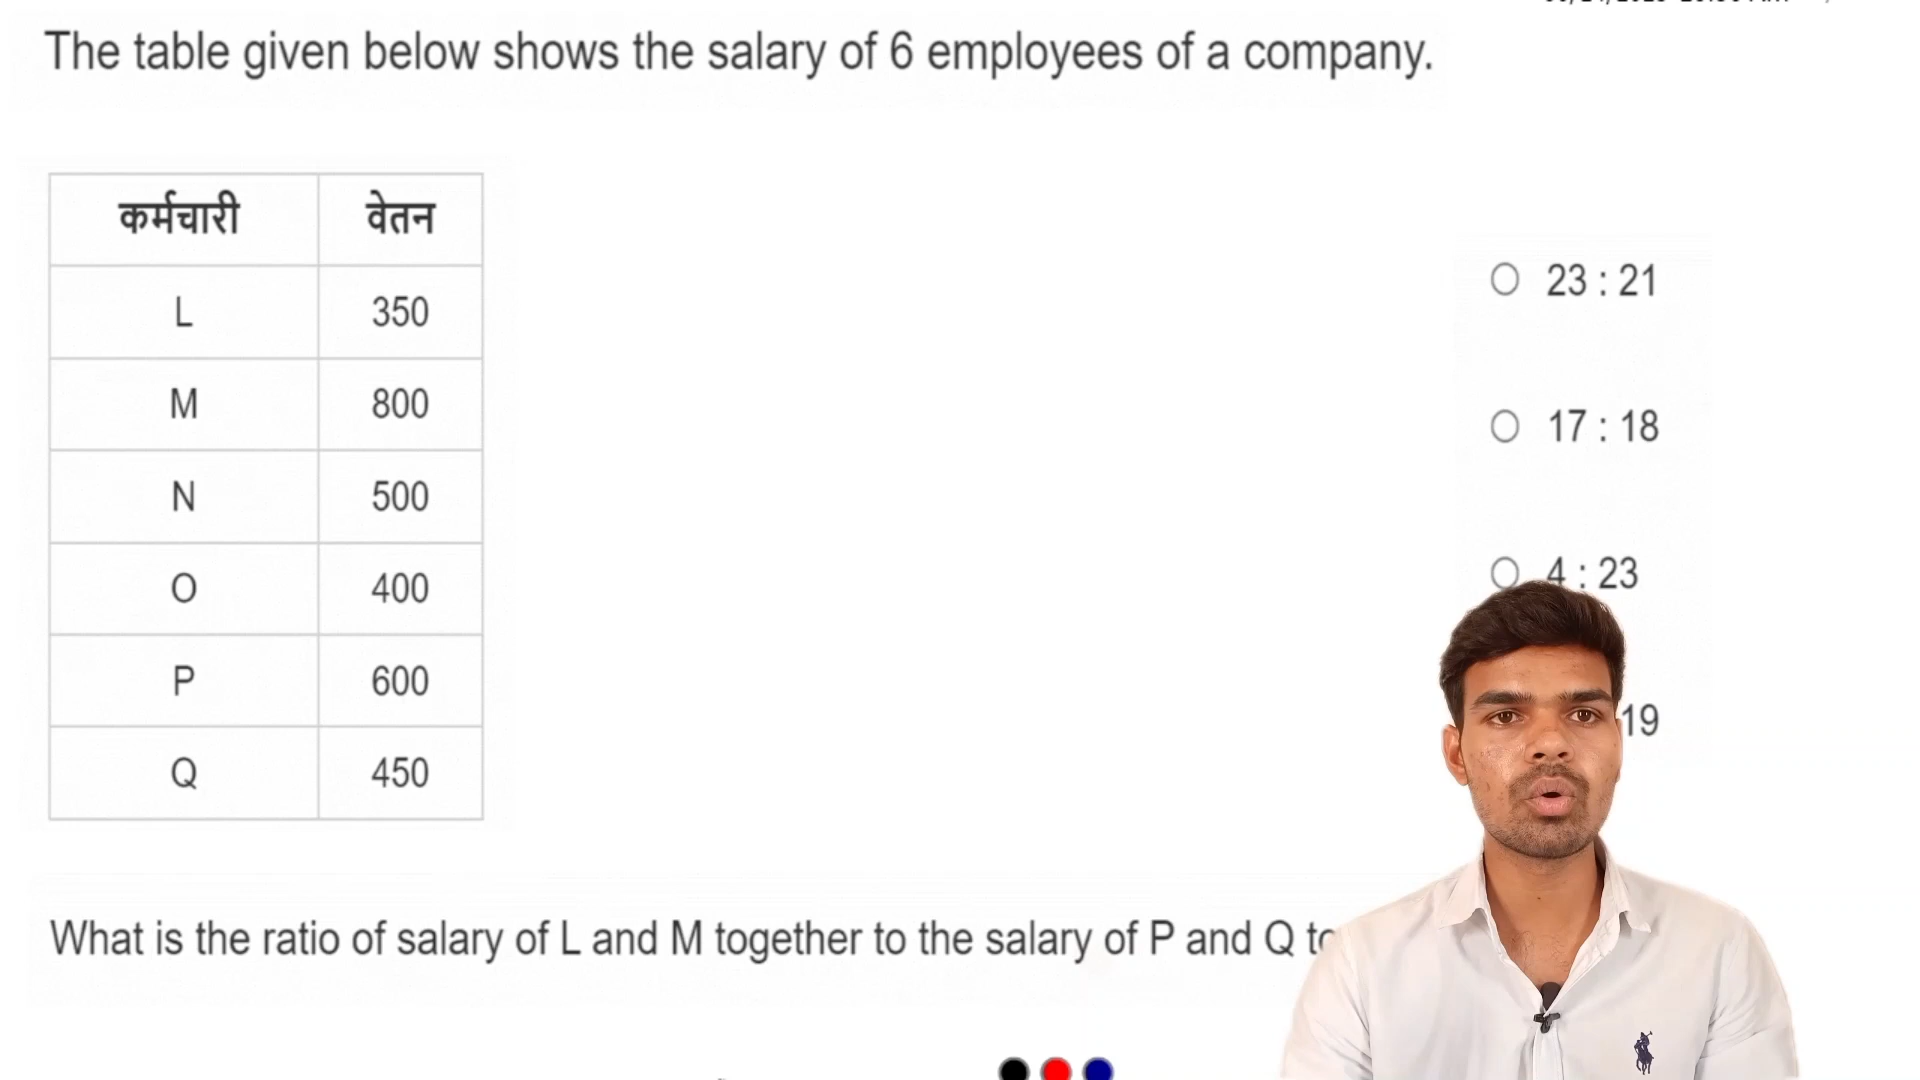 The table given below shows the salary of 6 employees of a company.
कर्मचारी वेतन
L 350
M 800
N 500
O 400
P 600
Q 450
23 : 21
17 : 18
4 : 23
19
What is the ratio of salary of L and M together to the salary of P and Q